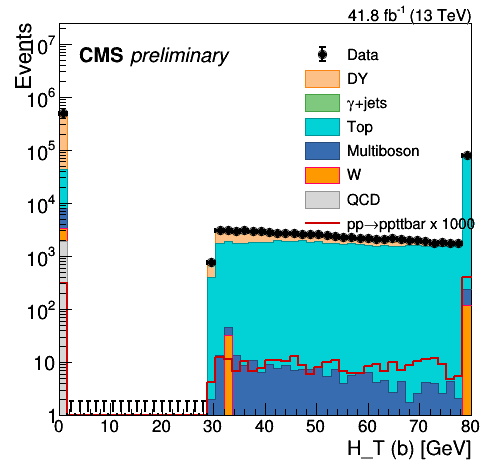 41.8 fb⁻¹ (13 TeV)
Events
CMS preliminary
Data
DY
γ+jets
Top
Multiboson
W
QCD
pp→ppttbar x 1000
10⁷
10⁶
10⁵
10⁴
10³
10²
10
1
0 10 20 30 40 50 60 70 80
H_T (b) [GeV]